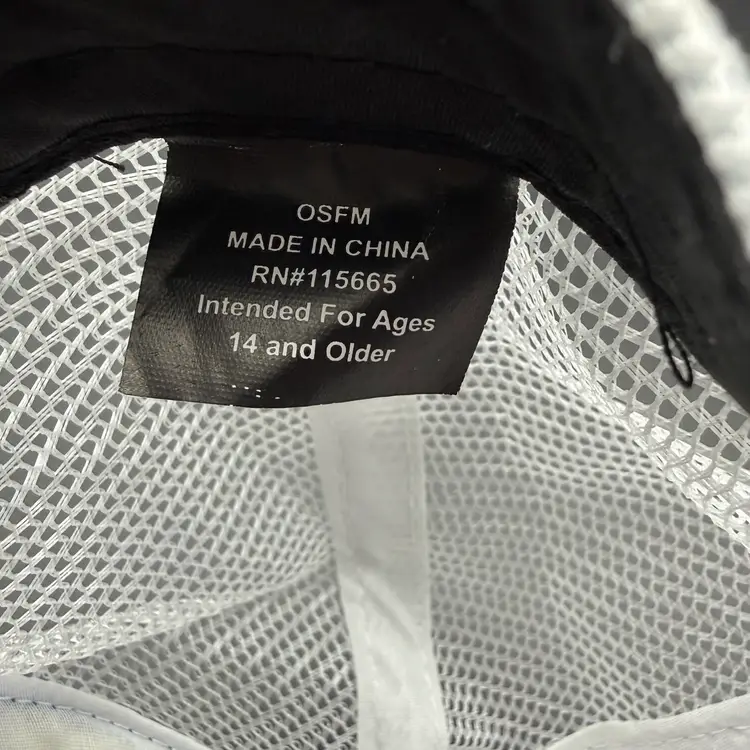 OSFM
MADE IN CHINA
RN#115665
Intended For Ages
14 and Older